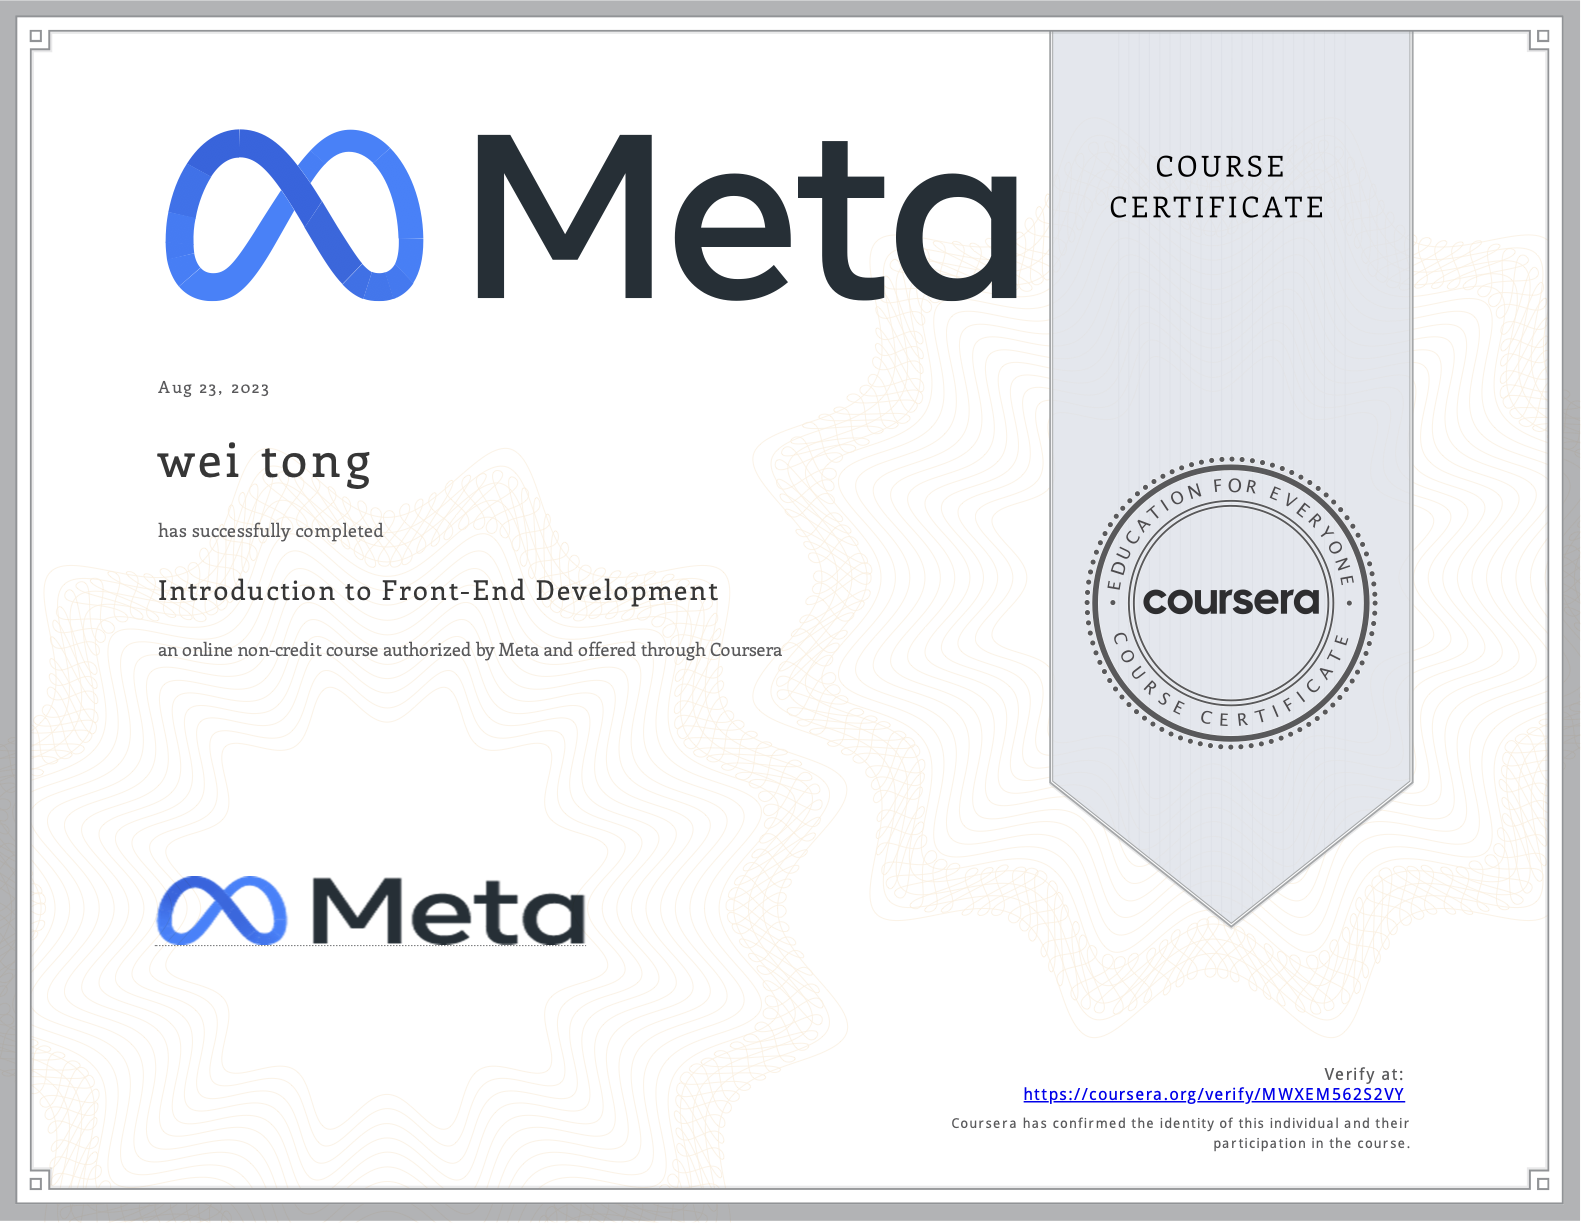 Meta
COURSE
CERTIFICATE
Aug 23, 2023
wei tong
has successfully completed
Introduction to Front-End Development
an online non-credit course authorized by Meta and offered through Coursera
EDUCATION FOR EVERYONE
coursera
COURSE CERTIFICATE
Meta
Verify at:
https://coursera.org/verify/MWXEM562S2VY
Coursera has confirmed the identity of this individual and their
participation in the course.